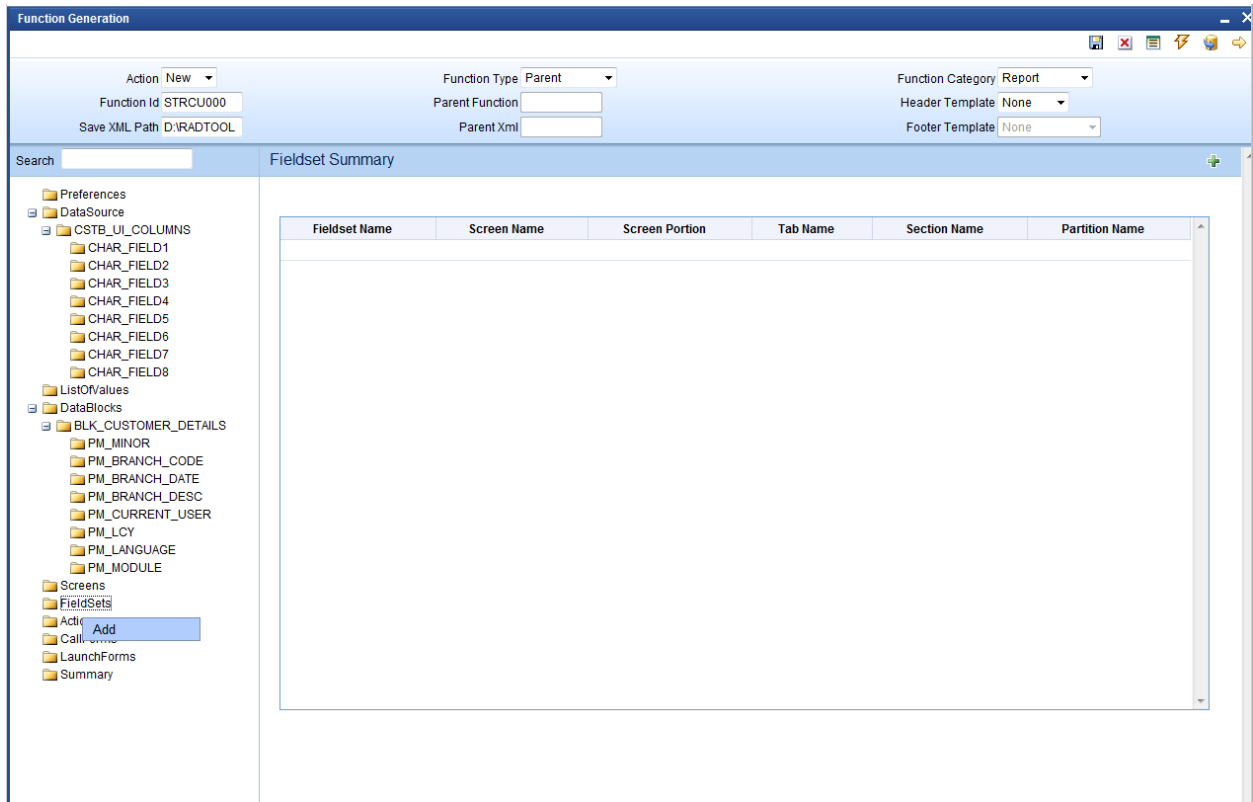 Function Generation
Action New
Function Type Parent
Function Category Report
Function Id STRCU000
Parent Function
Header Template None
Save XML Path D:\RADTOOL
Parent Xml
Footer Template None
Search
Fieldset Summary
Preferences
DataSource
CSTB_UI_COLUMNS
CHAR_FIELD1
CHAR_FIELD2
CHAR_FIELD3
CHAR_FIELD4
CHAR_FIELD5
CHAR_FIELD6
CHAR_FIELD7
CHAR_FIELD8
ListOfValues
DataBlocks
BLK_CUSTOMER_DETAILS
PM_MINOR
PM_BRANCH_CODE
PM_BRANCH_DATE
PM_BRANCH_DESC
PM_CURRENT_USER
PM_LCY
PM_LANGUAGE
PM_MODULE
Screens
FieldSets
Add
LaunchForms
Summary
Fieldset Name Screen Name Screen Portion Tab Name Section Name Partition Name